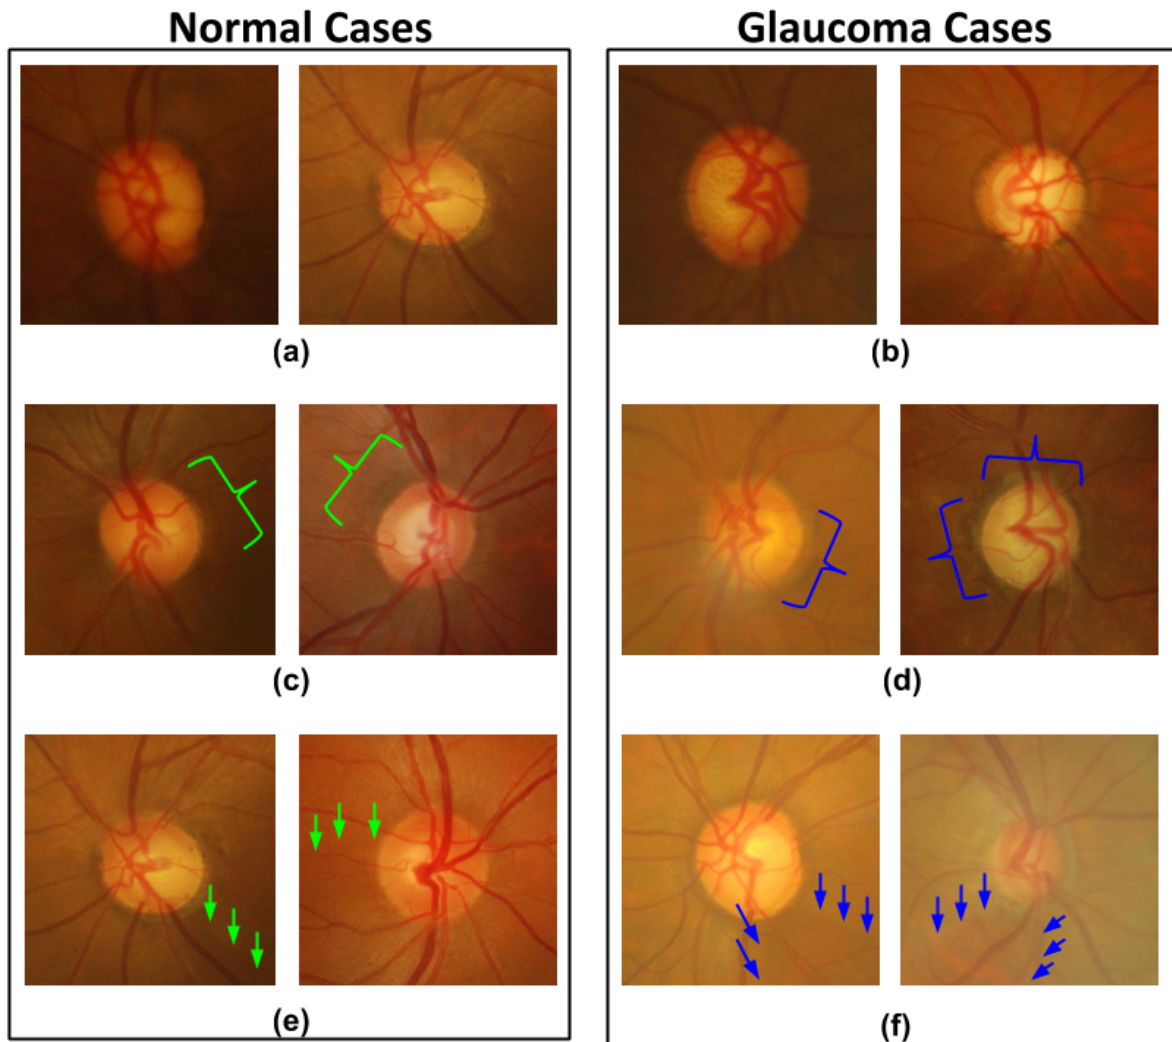 Normal Cases
Glaucoma Cases
(a)
(b)
(c)
(d)
(e)
(f)